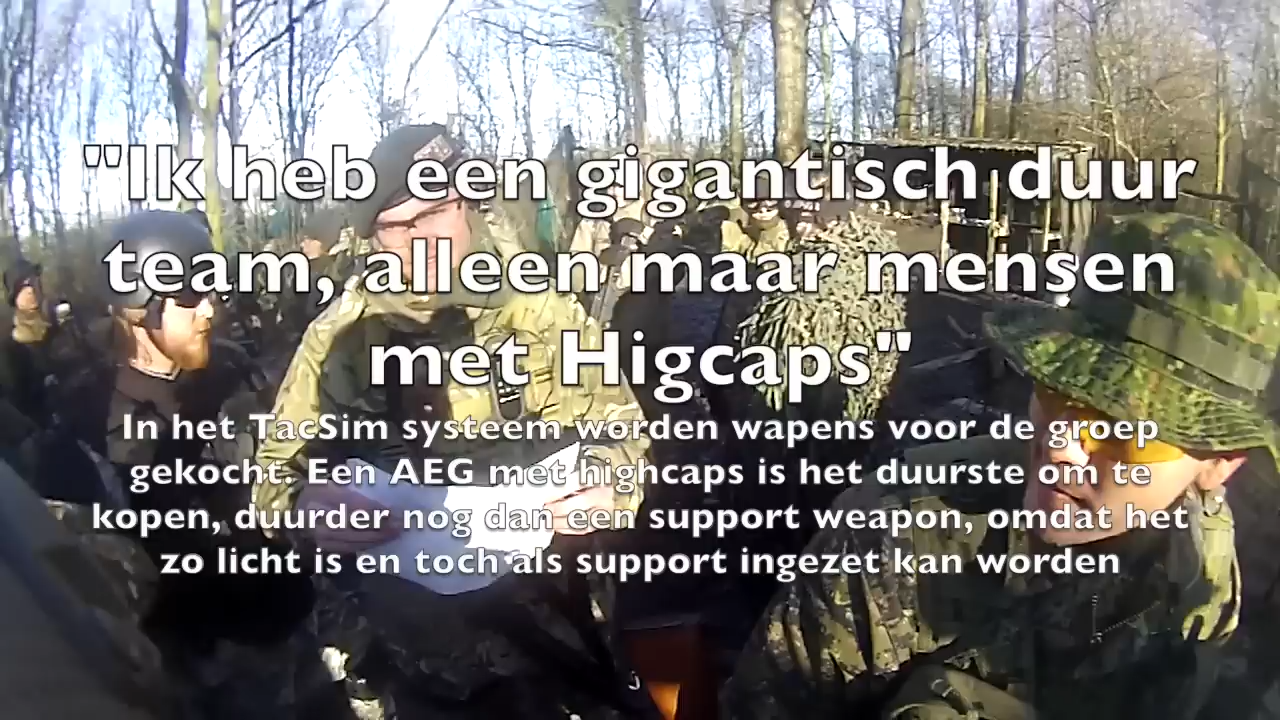 "Ik heb een gigantisch duur
team, alleen maar mensen
met Higcaps"
In het TacSim systeem worden wapens voor de groep
gekocht. Een AEG met highcaps is het duurste om te
kopen, duurder nog dan een support weapon, omdat het
zo licht is en toch als support ingezet kan worden